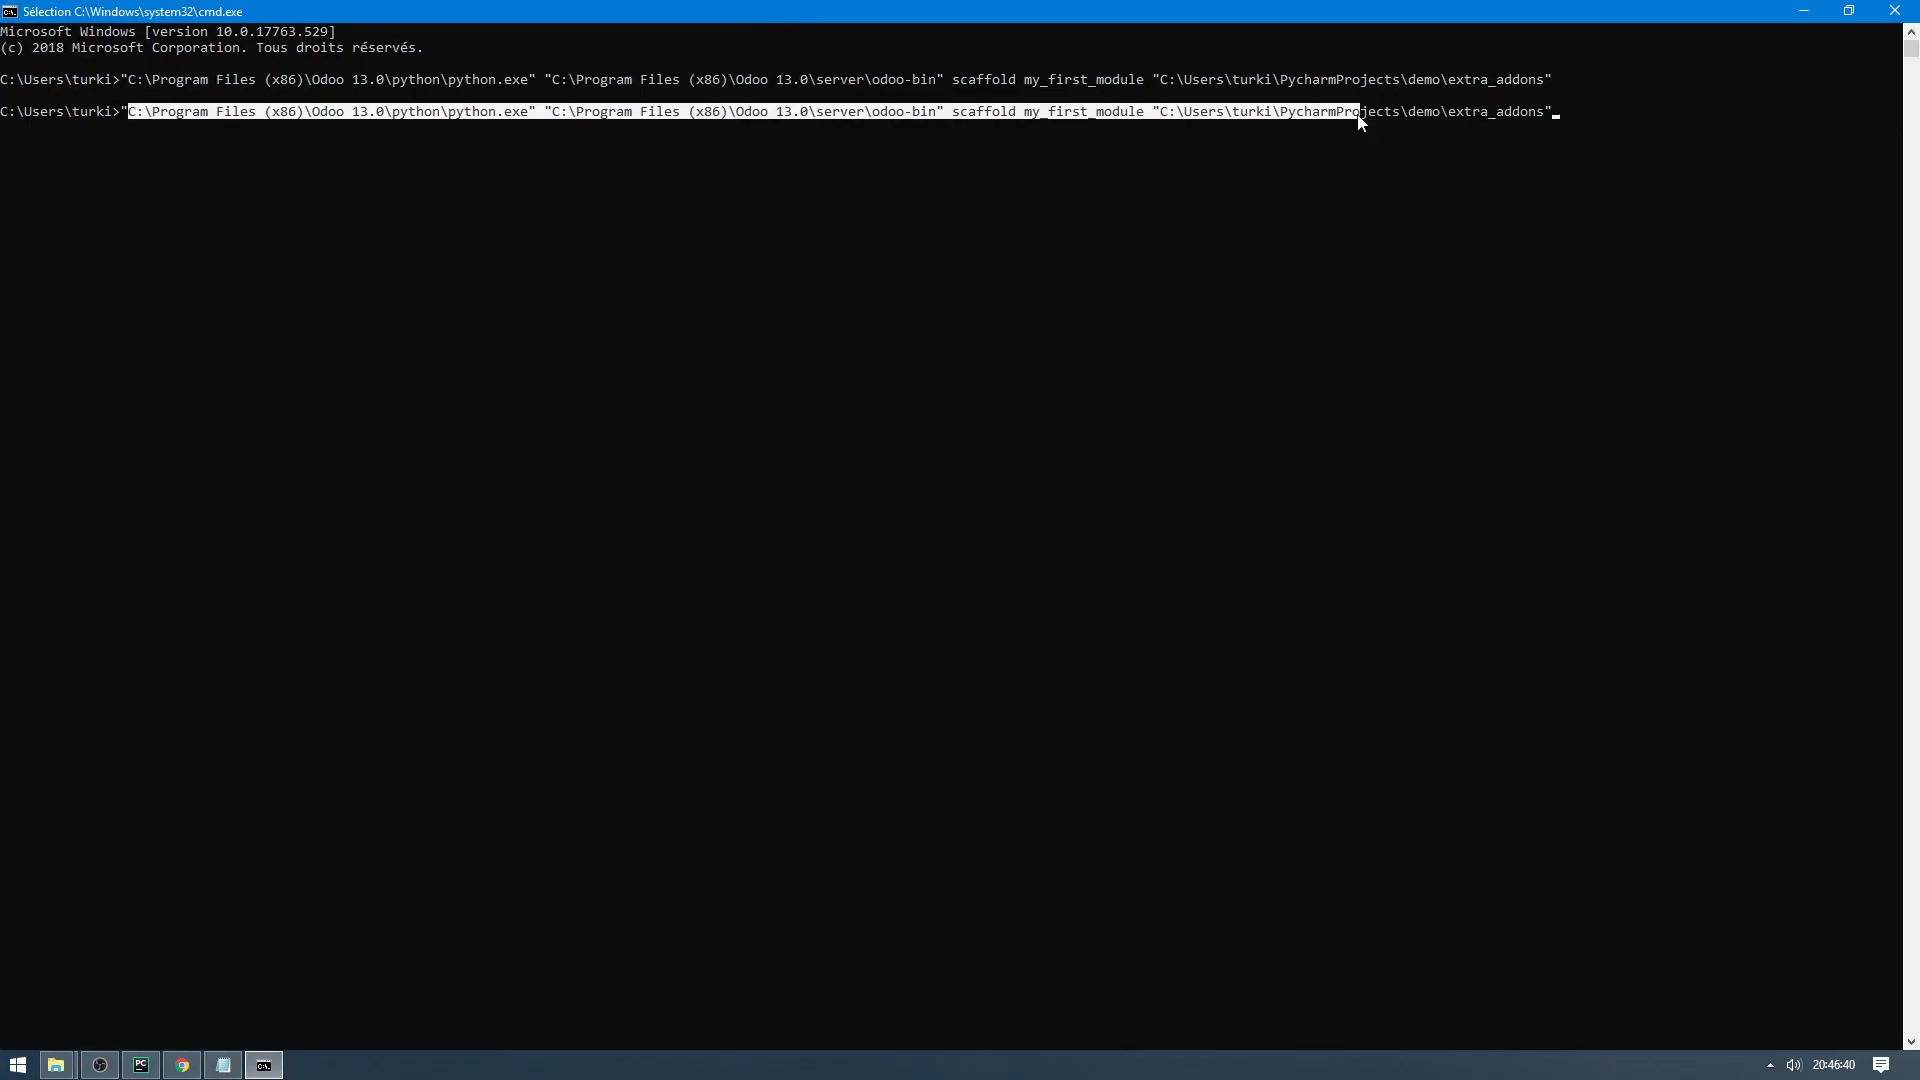 Sélection C:\Windows\system32\cmd.exe
Microsoft Windows [version 10.0.17763.529]
(c) 2018 Microsoft Corporation. Tous droits réservés.
C:\Users\turki>"C:\Program Files (x86)\Odoo 13.0\python\python.exe" "C:\Program Files (x86)\Odoo 13.0\server\odoo-bin" scaffold my_first_module "C:\Users\turki\PycharmProjects\demo\extra_addons"
C:\Users\turki>"C:\Program Files (x86)\Odoo 13.0\python\python.exe" "C:\Program Files (x86)\Odoo 13.0\server\odoo-bin" scaffold my_first_module "C:\Users\turki\PycharmProjects\demo\extra_addons"
PC
C:\.
20:46:40